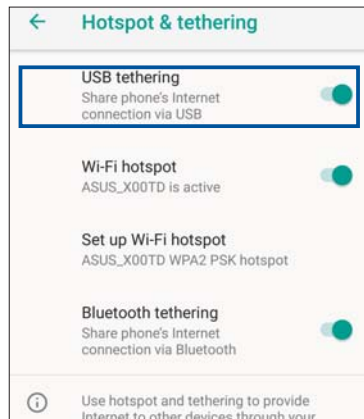 Hotspot & tethering
USB tethering
Share phone's Internet
connection via USB
Wi-Fi hotspot
ASUS_X00TD is active
Set up Wi-Fi hotspot
ASUS_X00TD WPA2 PSK hotspot
Bluetooth tethering
Share phone's Internet
connection via Bluetooth
Use hotspot and tethering to provide
Internet to other devices through your